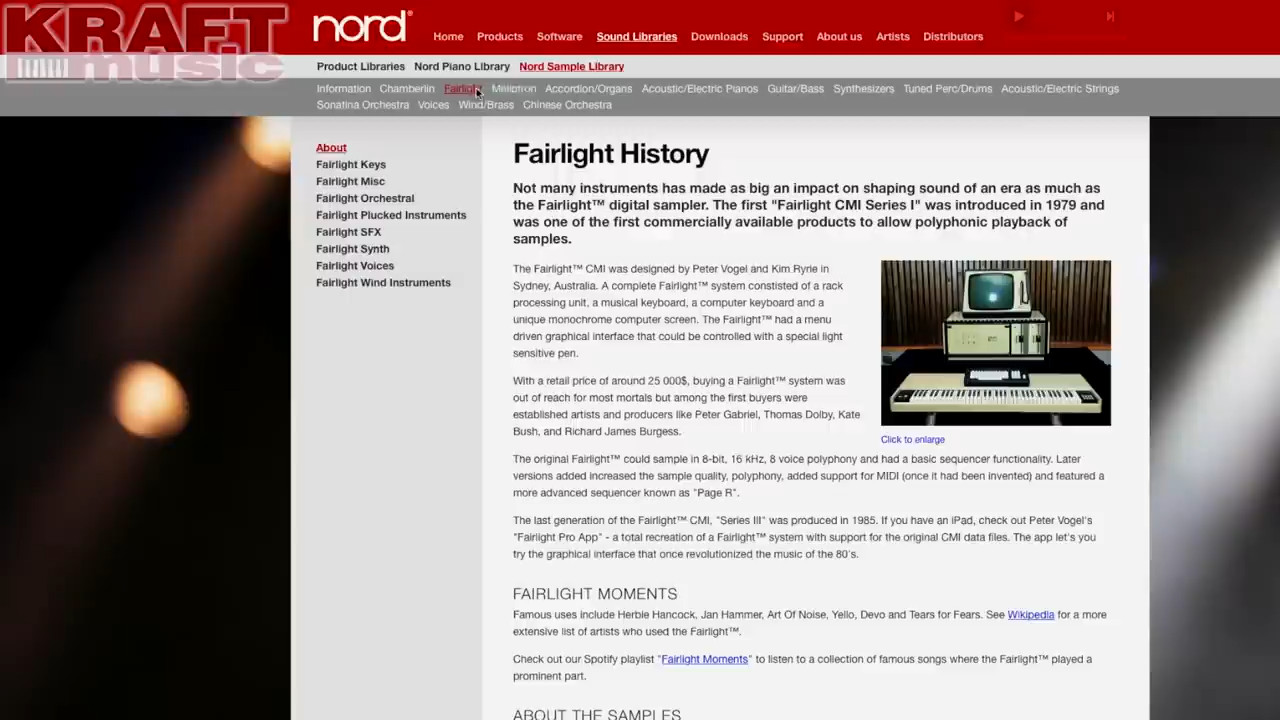 KRAFT
music
nord
Home Products Software Sound Libraries Downloads Support About us Artists Distributors
Product Libraries Nord Piano Library Nord Sample Library
Information Chamberlin Fairlight Mellotron Accordion/Organs Acoustic/Electric Pianos Guitar/Bass Synthesizers Tuned Perc/Drums Acoustic/Electric Strings
Sonatina Orchestra Voices Wind/Brass Chinese Orchestra
About
Fairlight Keys
Fairlight Misc
Fairlight Orchestral
Fairlight Plucked Instruments
Fairlight SFX
Fairlight Synth
Fairlight Voices
Fairlight Wind Instruments
Fairlight History
Not many instruments has made as big an impact on shaping sound of an era as much as
the Fairlight™ digital sampler. The first "Fairlight CMI Series I" was introduced in 1979 and
was one of the first commercially available products to allow polyphonic playback of
samples.
The Fairlight™ CMI was designed by Peter Vogel and Kim Ryrie in
Sydney, Australia. A complete Fairlight™ system consisted of a rack
processing unit, a musical keyboard, a computer keyboard and a
unique monochrome computer screen. The Fairlight™ had a menu
driven graphical interface that could be controlled with a special light
sensitive pen.
With a retail price of around 25 000$, buying a Fairlight™ system was
out of reach for most mortals but among the first buyers were
established artists and producers like Peter Gabriel, Thomas Dolby, Kate
Bush, and Richard James Burgess.
Click to enlarge
The original Fairlight™ could sample in 8-bit, 16 kHz, 8 voice polyphony and had a basic sequencer functionality. Later
versions added increased the sample quality, polyphony, added support for MIDI (once it had been invented) and featured a
more advanced sequencer known as "Page R".
The last generation of the Fairlight™ CMI, "Series III" was produced in 1985. If you have an iPad, check out Peter Vogel's
"Fairlight Pro App" - a total recreation of a Fairlight™ system with support for the original CMI data files. The app let's you
try the graphical interface that once revolutionized the music of the 80's.
FAIRLIGHT MOMENTS
Famous uses include Herbie Hancock, Jan Hammer, Art Of Noise, Yello, Devo and Tears for Fears. See Wikipedia for a more
extensive list of artists who used the Fairlight™.
Check out our Spotify playlist "Fairlight Moments" to listen to a collection of famous songs where the Fairlight™ played a
prominent part.
ABOUT THE SAMPLES